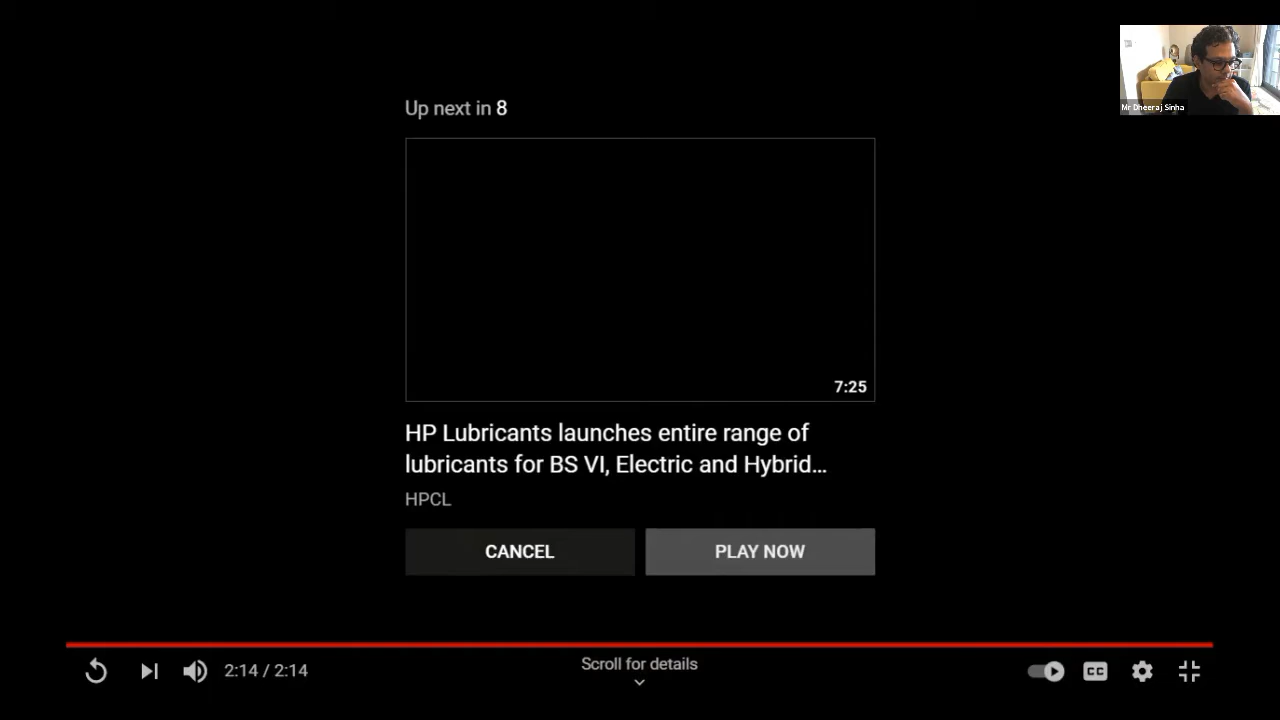 Mr Dheeraj Sinha
Up next in 8
7:25
HP Lubricants launches entire range of
lubricants for BS VI, Electric and Hybrid...
HPCL
CANCEL
PLAY NOW
2:14 / 2:14
Scroll for details
CC